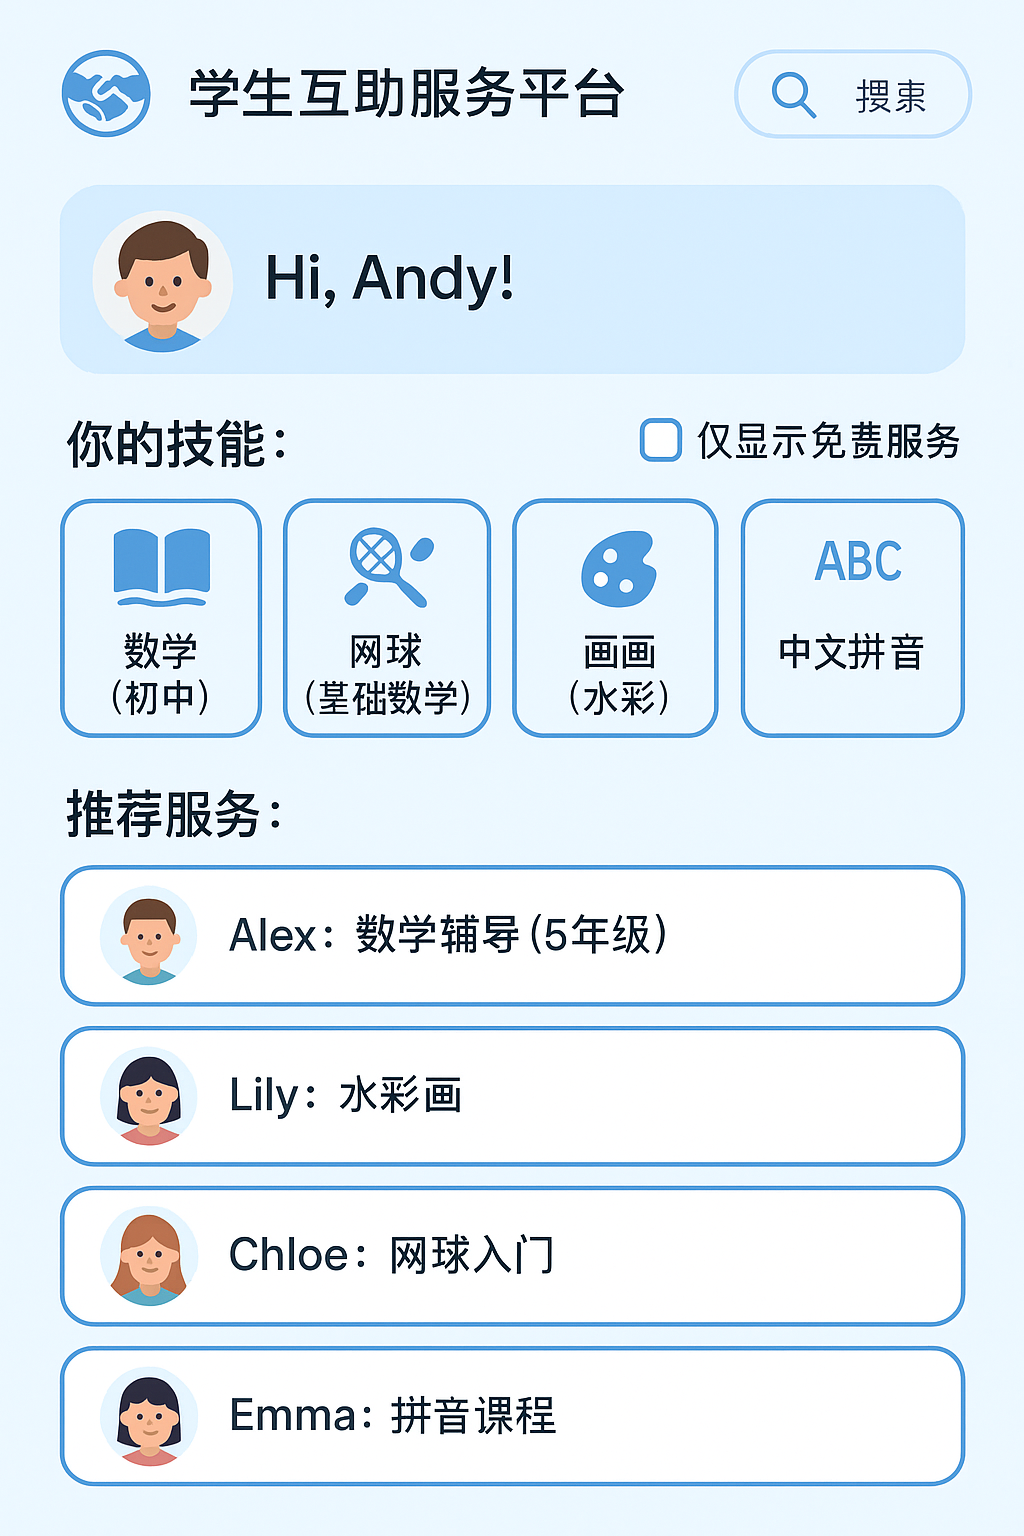 学生互助服务平台
搜索
Hi, Andy!
你的技能：
仅显示免费服务
数学
（初中）
网球
（基础数学）
画画
（水彩）
ABC
中文拼音
推荐服务：
Alex：数学辅导（5年级）
Lily：水彩画
Chloe：网球入门
Emma：拼音课程